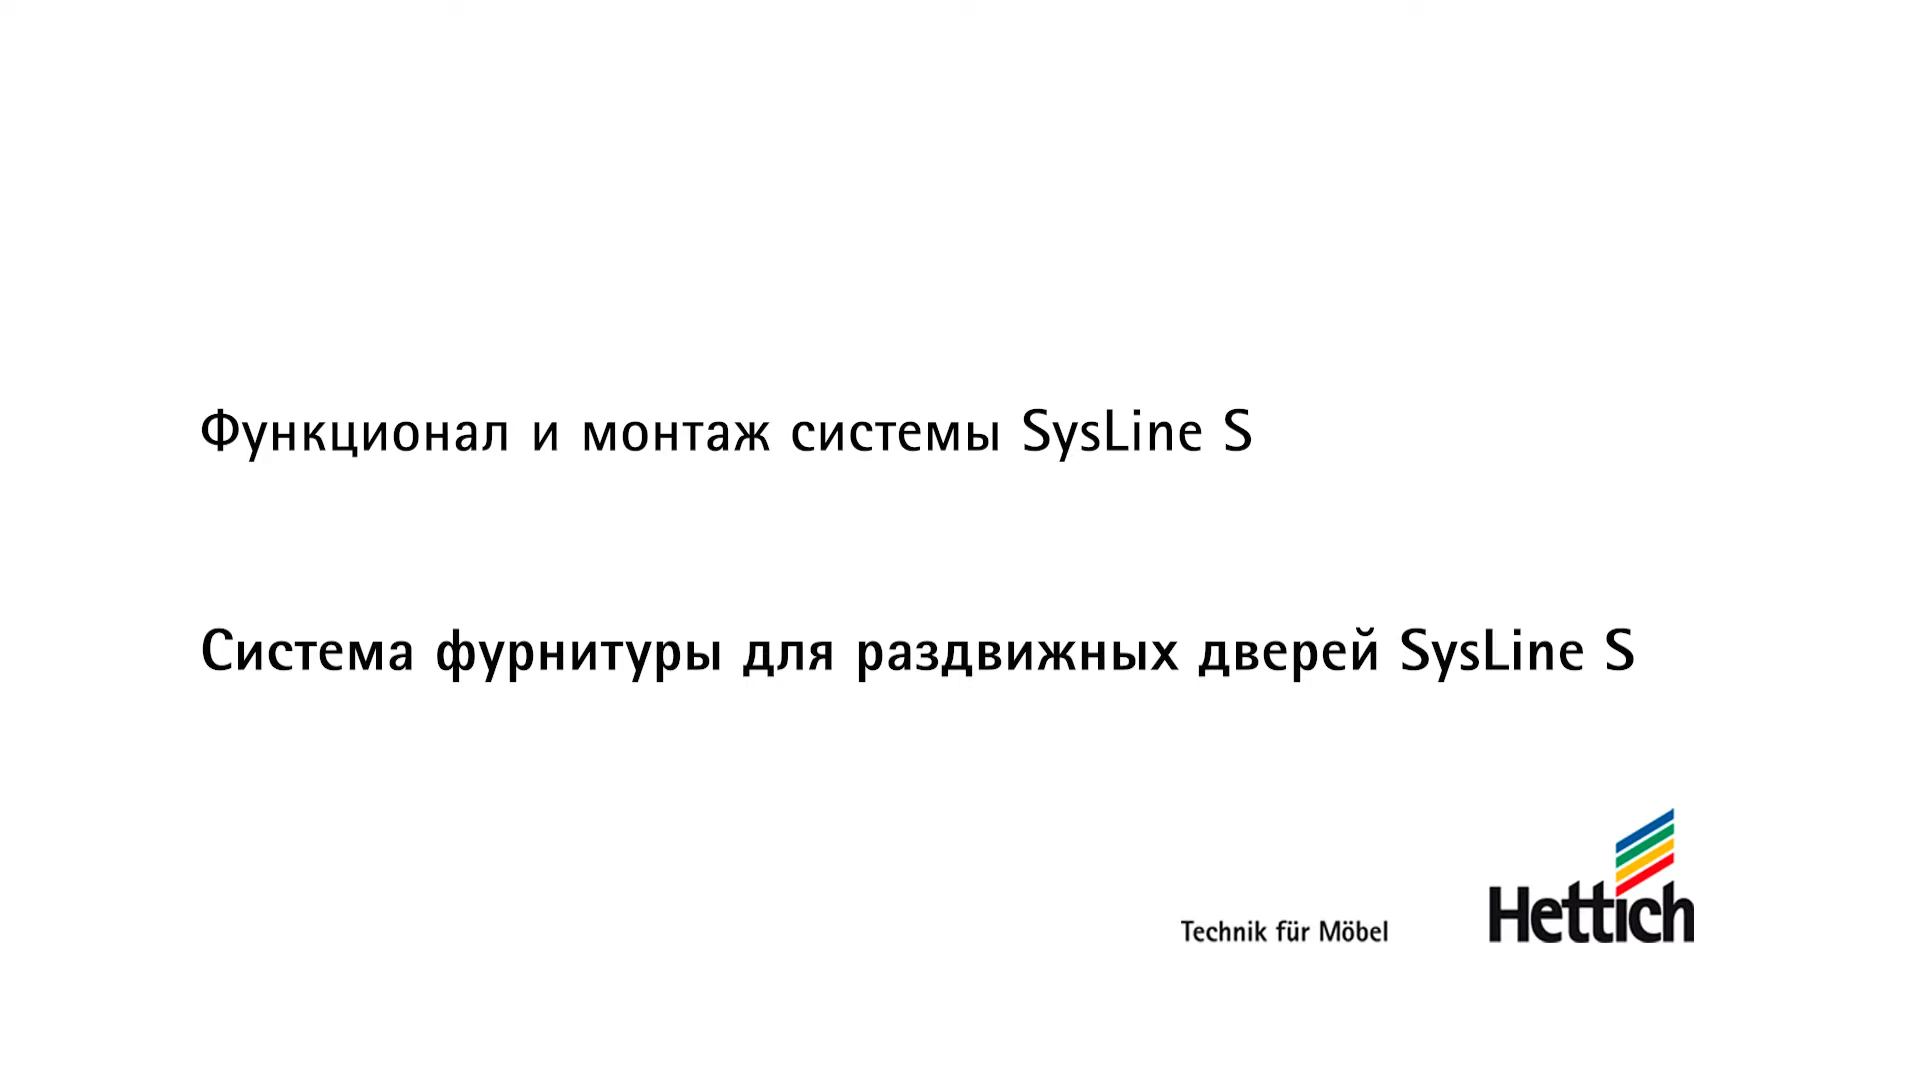 Функционал и монтаж системы SysLine S
Система фурнитуры для раздвижных дверей SysLine S
Technik für Möbel
Hettich